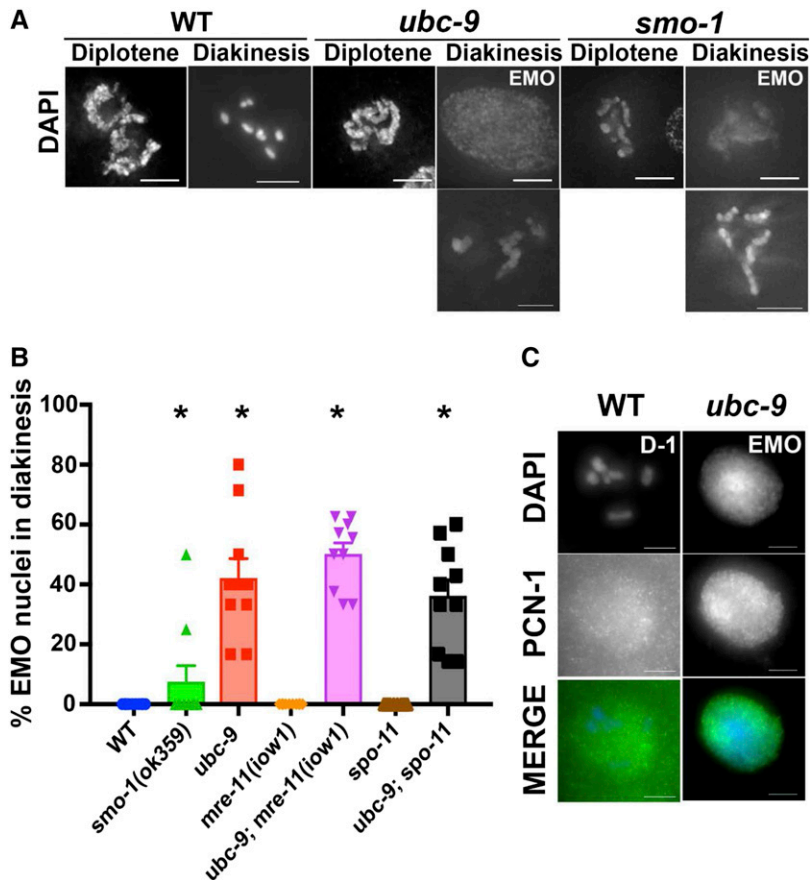 A
WT
ubc-9
smo-1
Diplotene Diakinesis Diplotene Diakinesis Diplotene Diakinesis
DAPI
EMO
EMO
B
% EMO nuclei in diakinesis
100
80
60
40
20
0
* * * *
WT
smo-1(ok359)
ubc-9
mre-11(iow1)
ubc-9; mre-11(iow1)
spo-11
ubc-9; spo-11
C
WT
ubc-9
DAPI
D-1
EMO
PCN-1
MERGE